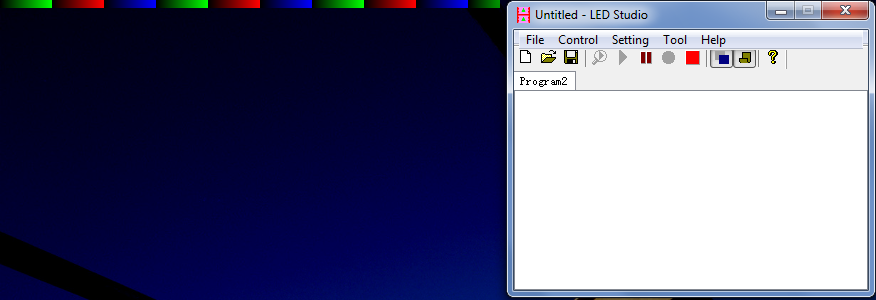 Untitled - LED Studio
File Control Setting Tool Help
Program2